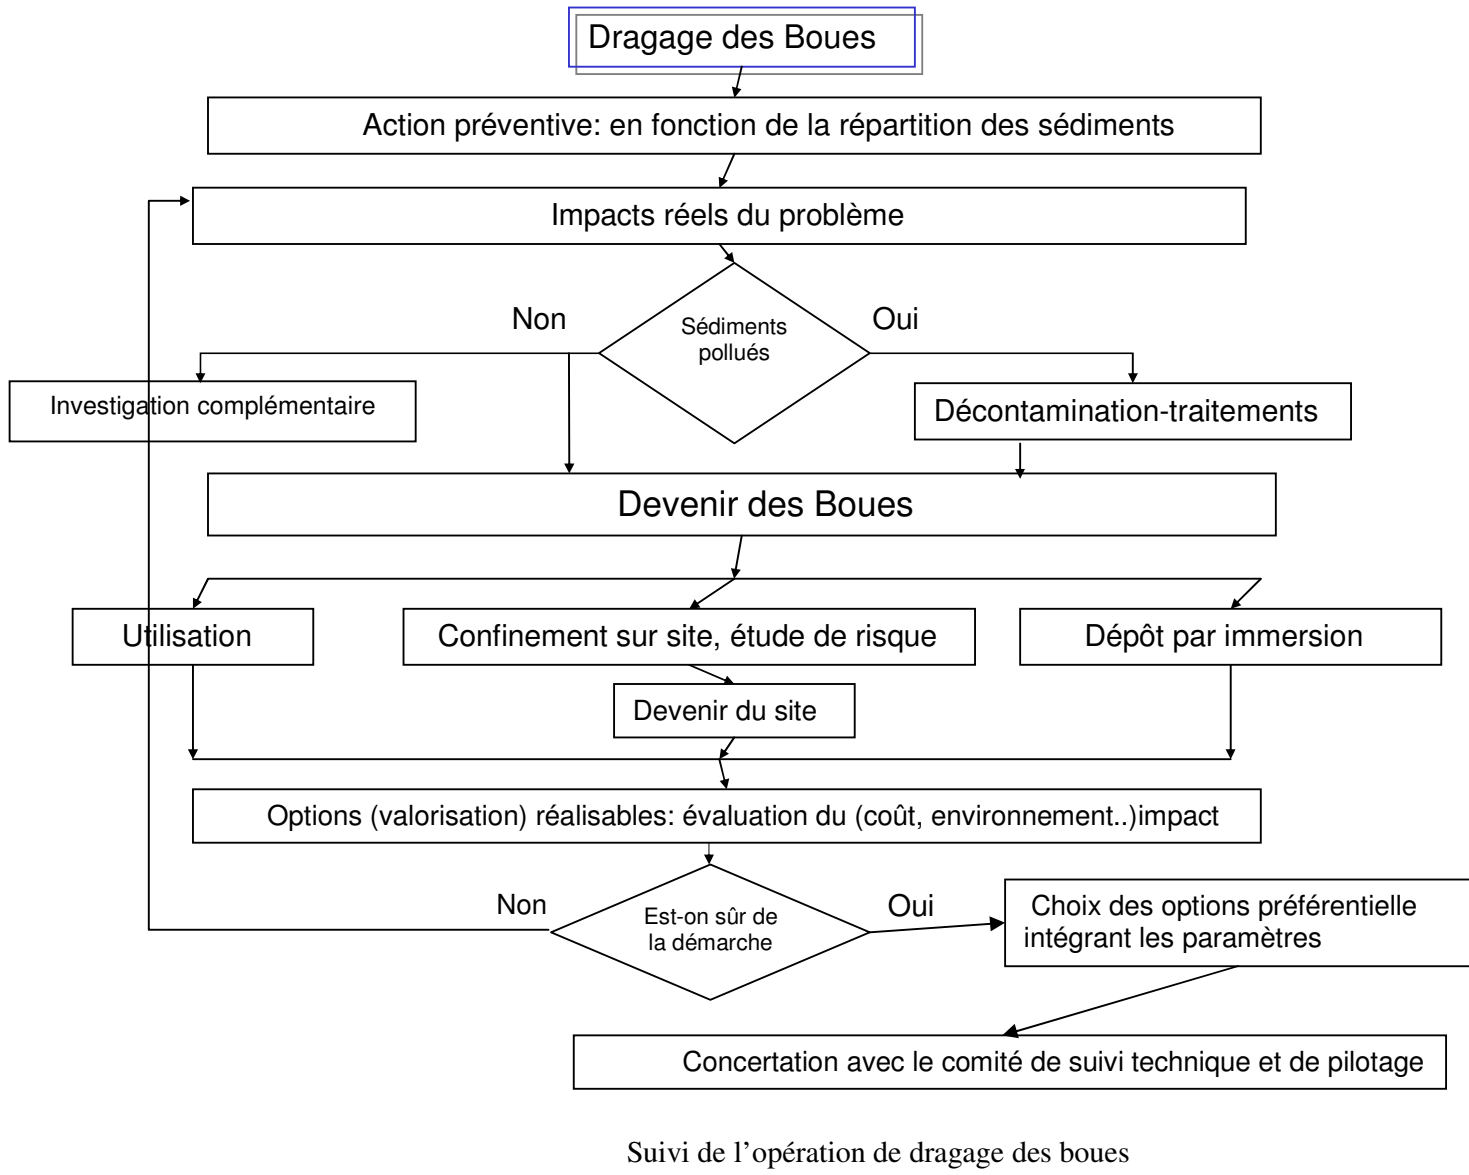 Dragage des Boues
Action préventive: en fonction de la répartition des sédiments
Impacts réels du problème
Non
Oui
Sédiments
pollués
Investigation complémentaire
Décontamination-traitements
Devenir des Boues
Utilisation
Confinement sur site, étude de risque
Dépôt par immersion
Devenir du site
Options (valorisation) réalisables: évaluation du (coût, environnement..)impact
Non
Est-on sûr de
la démarche
Oui
Choix des options préférentielle
intégrant les paramètres
Concertation avec le comité de suivi technique et de pilotage
Suivi de l’opération de dragage des boues